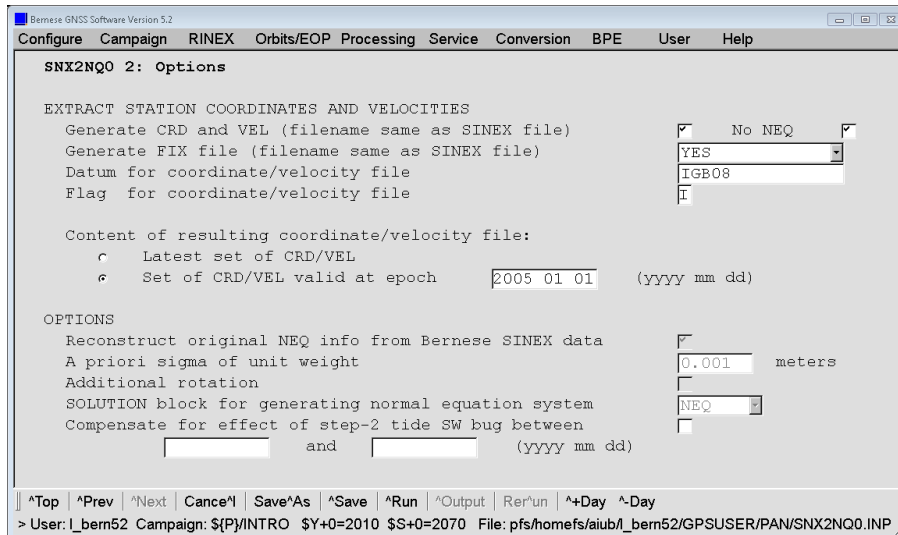 Bernese GNSS Software Version 5.2
Configure Campaign RINEX Orbits/EOP Processing Service Conversion BPE User Help
SNX2NQ0 2: Options
EXTRACT STATION COORDINATES AND VELOCITIES
Generate CRD and VEL (filename same as SINEX file) No NEQ
Generate FIX file (filename same as SINEX file) YES
Datum for coordinate/velocity file IGB08
Flag for coordinate/velocity file I
Content of resulting coordinate/velocity file:
Latest set of CRD/VEL
Set of CRD/VEL valid at epoch 2005 01 01 (yyyy mm dd)
OPTIONS
Reconstruct original NEQ info from Bernese SINEX data
A priori sigma of unit weight 0.001 meters
Additional rotation
SOLUTION block for generating normal equation system NEQ
Compensate for effect of step-2 tide SW bug between
and (yyyy mm dd)
^Top ^Prev ^Next Cance^l Save^As ^Save ^Run ^Output Rer^un ^+Day ^-Day
> User: l_bern52 Campaign: ${P}/INTRO $Y+0=2010 $S+0=2070 File: pfs/homefs/aiub/l_bern52/GPSUSER/PAN/SNX2NQ0.INP